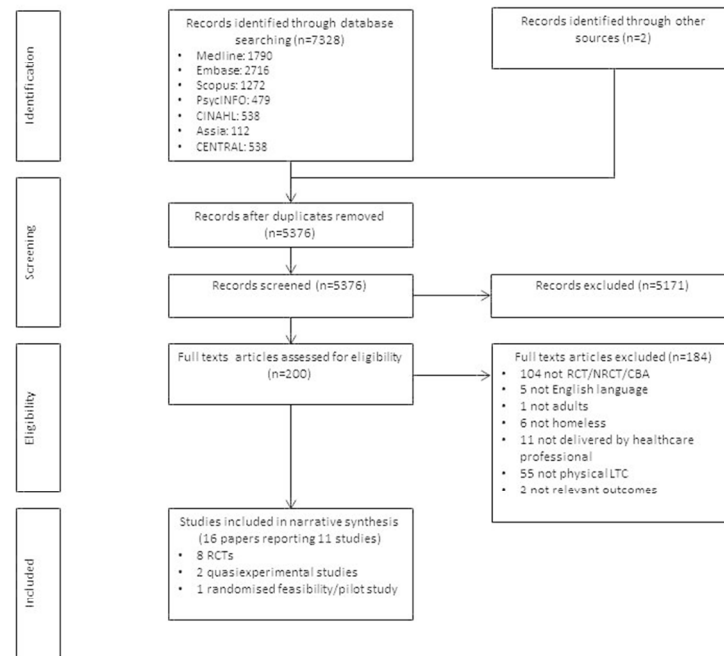 Identification
Records identified through database
searching (n=7328)
• Medline: 1790
• Embase: 2716
• Scopus: 1272
• PsycINFO: 479
• CINAHL: 538
• Assia: 112
• CENTRAL: 538
Records identified through other
sources (n=2)
Screening
Records after duplicates removed
(n=5376)
Records screened (n=5376)
Records excluded (n=5171)
Eligibility
Full texts articles assessed for eligibility
(n=200)
Full texts articles excluded (n=184)
• 104 not RCT/NRCT/CBA
• 5 not English language
• 1 not adults
• 6 not homeless
• 11 not delivered by healthcare
professional
• 55 not physical LTC
• 2 not relevant outcomes
Included
Studies included in narrative synthesis
(16 papers reporting 11 studies)
• 8 RCTs
• 2 quasiexperimental studies
• 1 randomised feasibility/pilot study